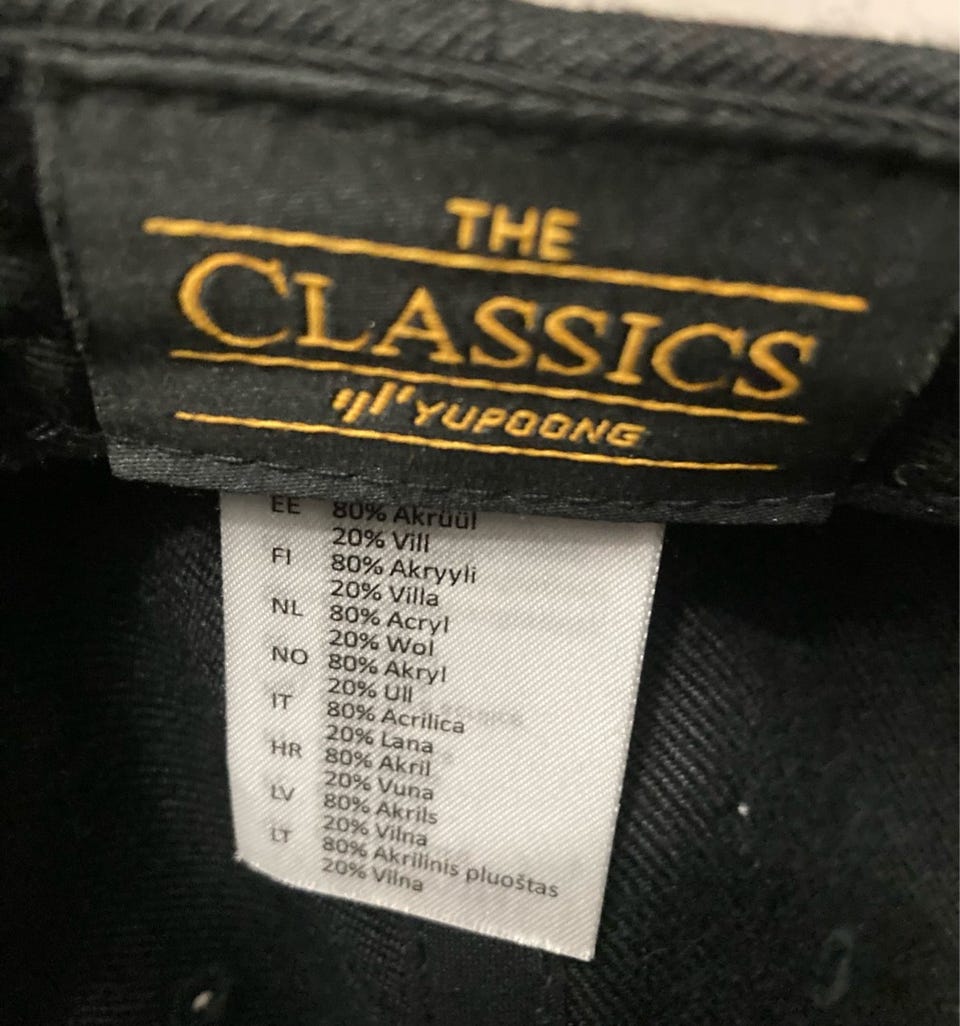 THE
CLASSICS
YUPOONG
EE 80% Akrüül
20% Vill
FI 80% Akryyli
20% Villa
NL 80% Acryl
20% Wol
NO 80% Akryl
20% Ull
IT 80% Acrilica
20% Lana
HR 80% Akril
20% Vuna
LV 80% Akrils
20% Vilna
LT 80% Akrilinis pluoštas
20% Vilna